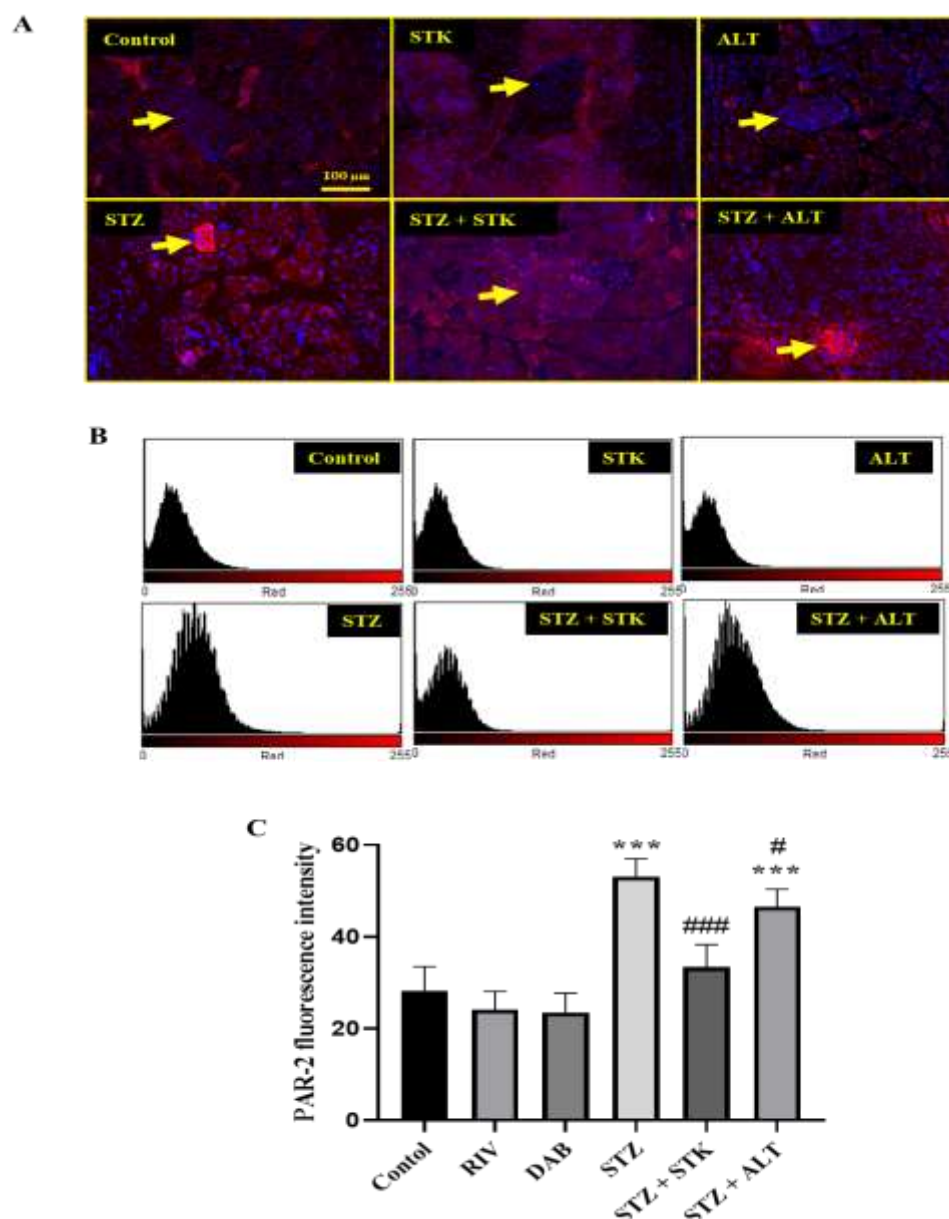 A
Control
STK
ALT
100 μm
STZ
STZ + STK
STZ + ALT
B
Control
STK
ALT
0
Red
255
0
Red
255
0
Red
255
STZ
STZ + STK
STZ + ALT
0
Red
255
0
Red
255
0
Red
255
C
PAR-2 fluorescence intensity
60
40
20
0
***
###
#
***
Contol
RIV
DAB
STZ
STZ + STK
STZ + ALT